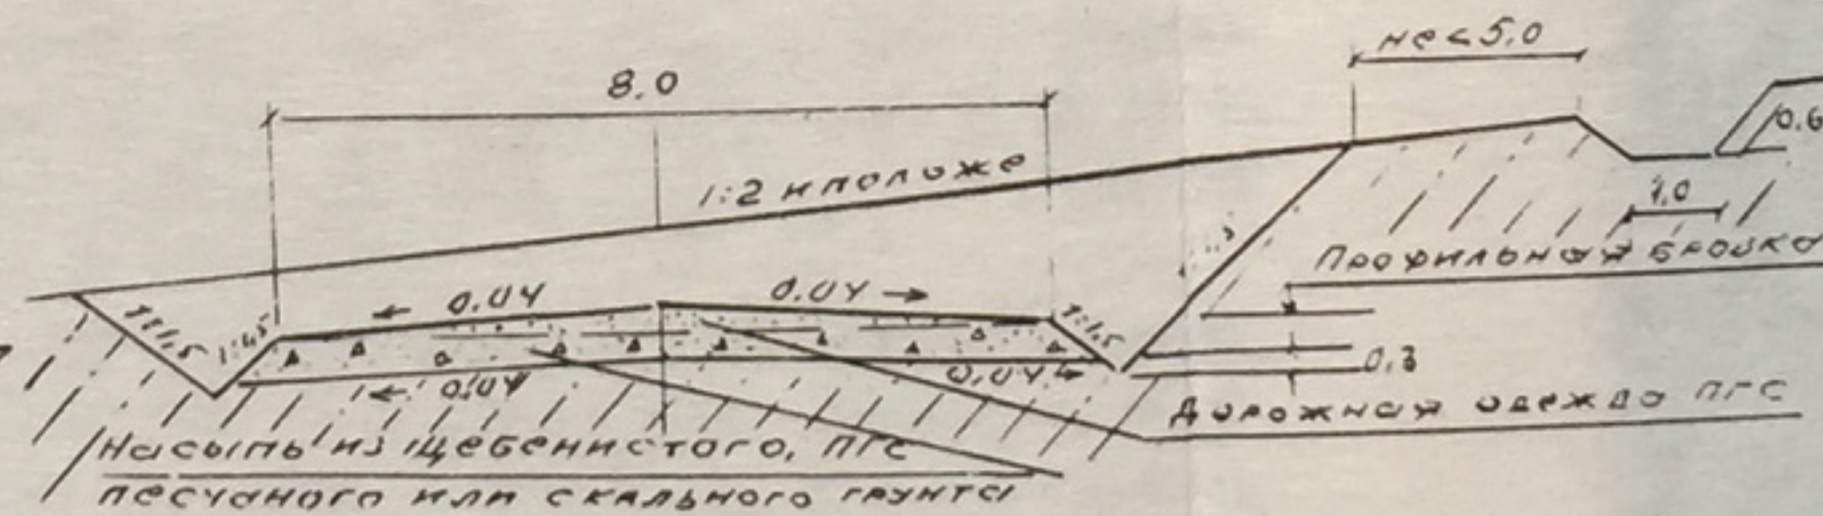 не < 5,0
8,0
0.6
1:2 и положе
1,0
Профильная бровка
0,04
0,04
1:1,5
1:1,5
1:1,5
0.3
0,04
0,04
Дорожная одежда ПГС
Насыпь из щебенистого, ПГС
песчаного или скального грунта